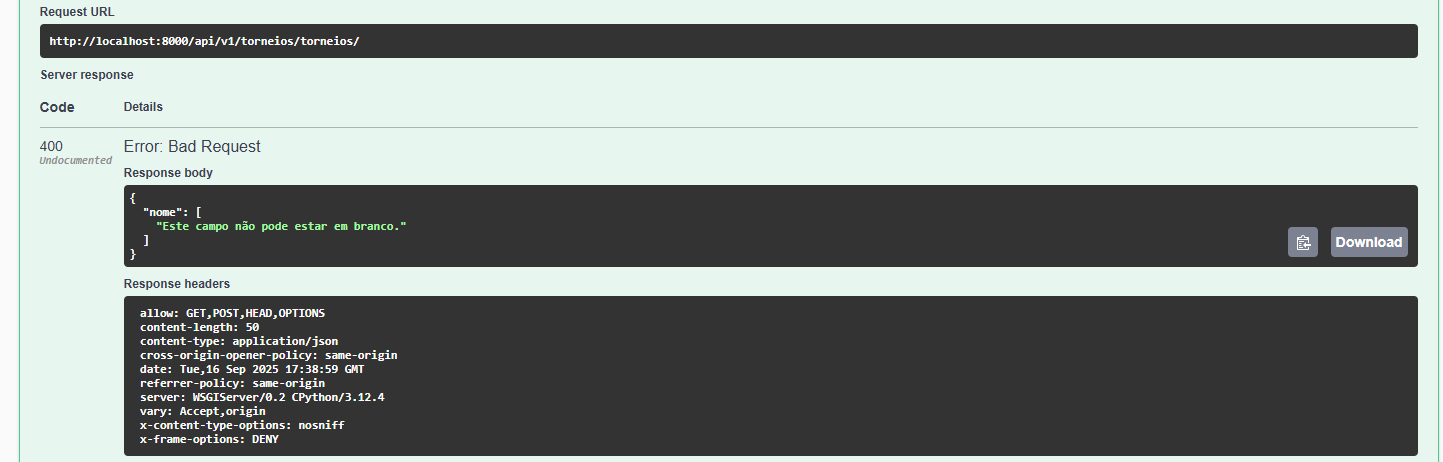 Request URL
http://localhost:8000/api/v1/torneios/torneios/
Server response
Code Details
400 Error: Bad Request
Undocumented
Response body
{
"nome": [
"Este campo não pode estar em branco."
]
}
Download
Response headers
allow: GET,POST,HEAD,OPTIONS
content-length: 50
content-type: application/json
cross-origin-opener-policy: same-origin
date: Tue,16 Sep 2025 17:38:59 GMT
referrer-policy: same-origin
server: WSGIServer/0.2 CPython/3.12.4
vary: Accept,origin
x-content-type-options: nosniff
x-frame-options: DENY